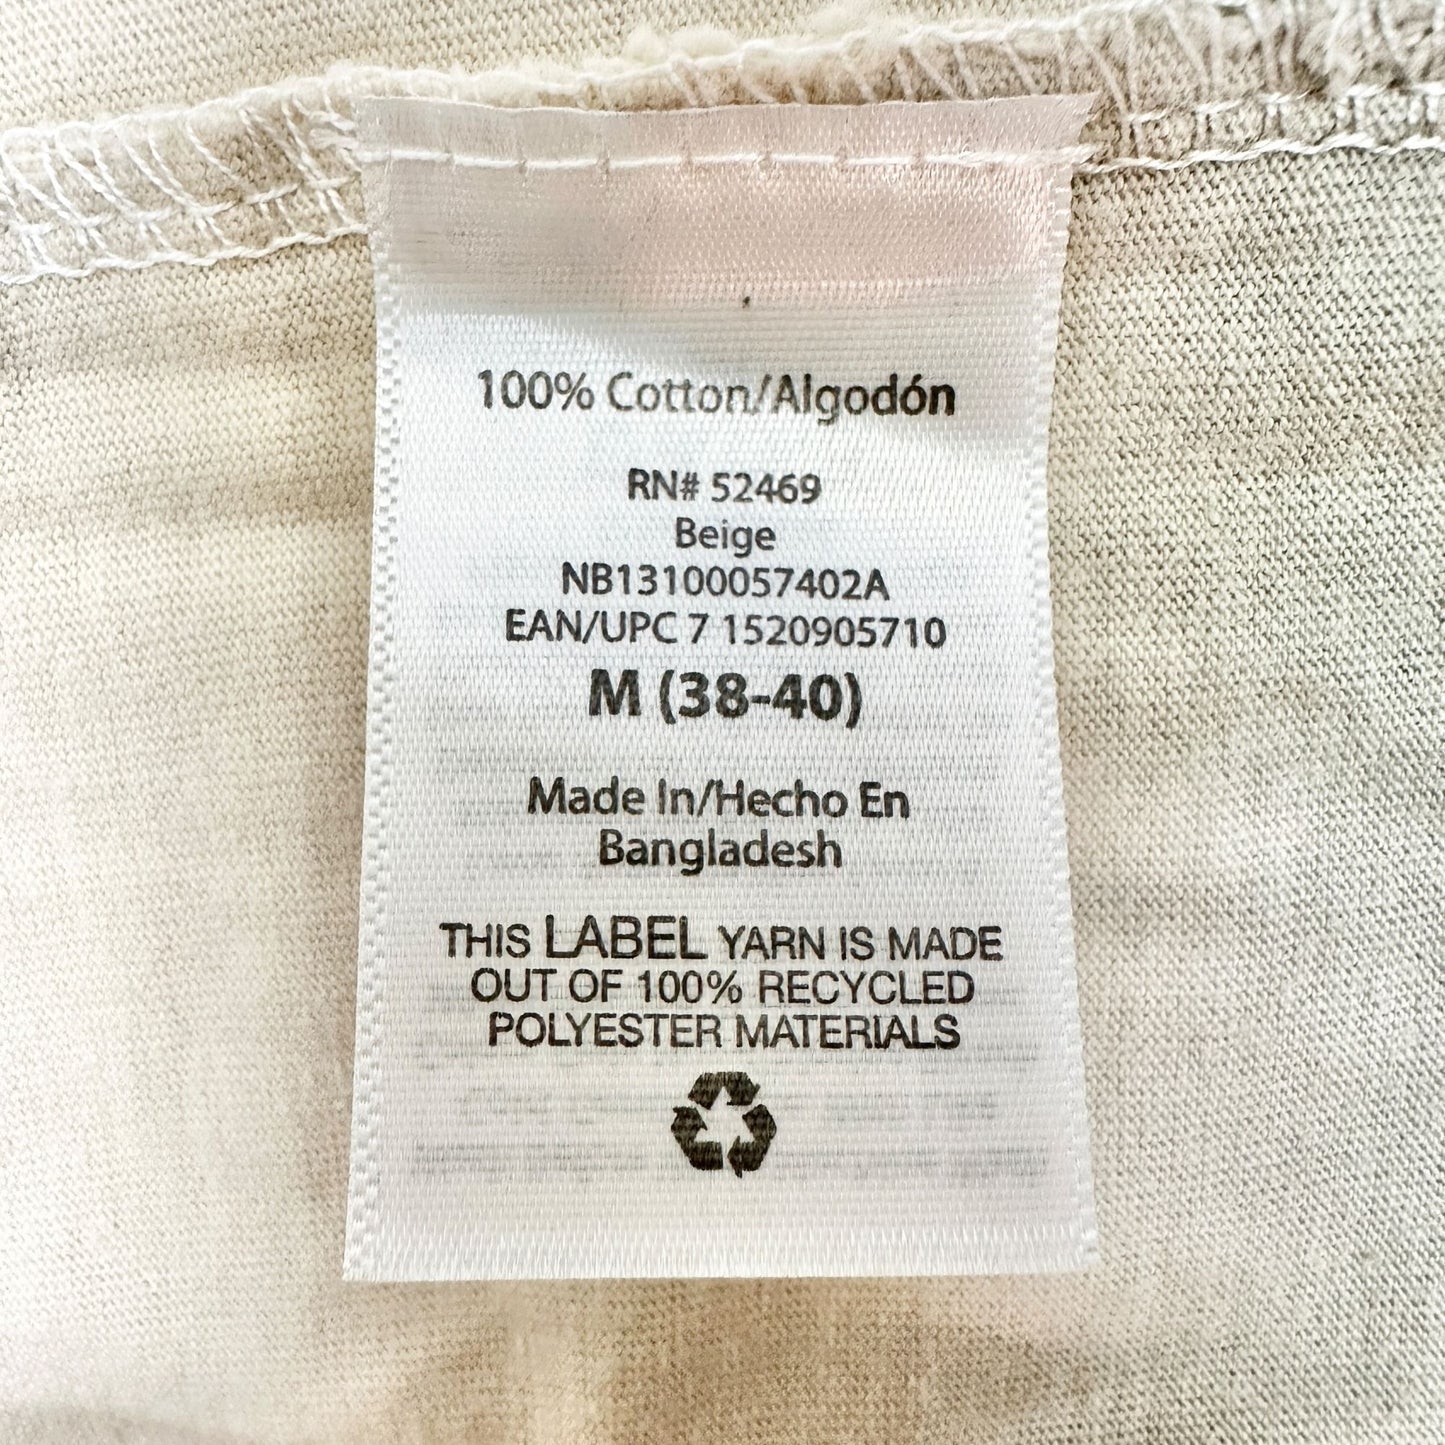 100% Cotton/Algodón
RN# 52469
Beige
NB13100057402A
EAN/UPC 7 1520905710
M (38-40)
Made In/Hecho En
Bangladesh
THIS LABEL YARN IS MADE
OUT OF 100% RECYCLED
POLYESTER MATERIALS